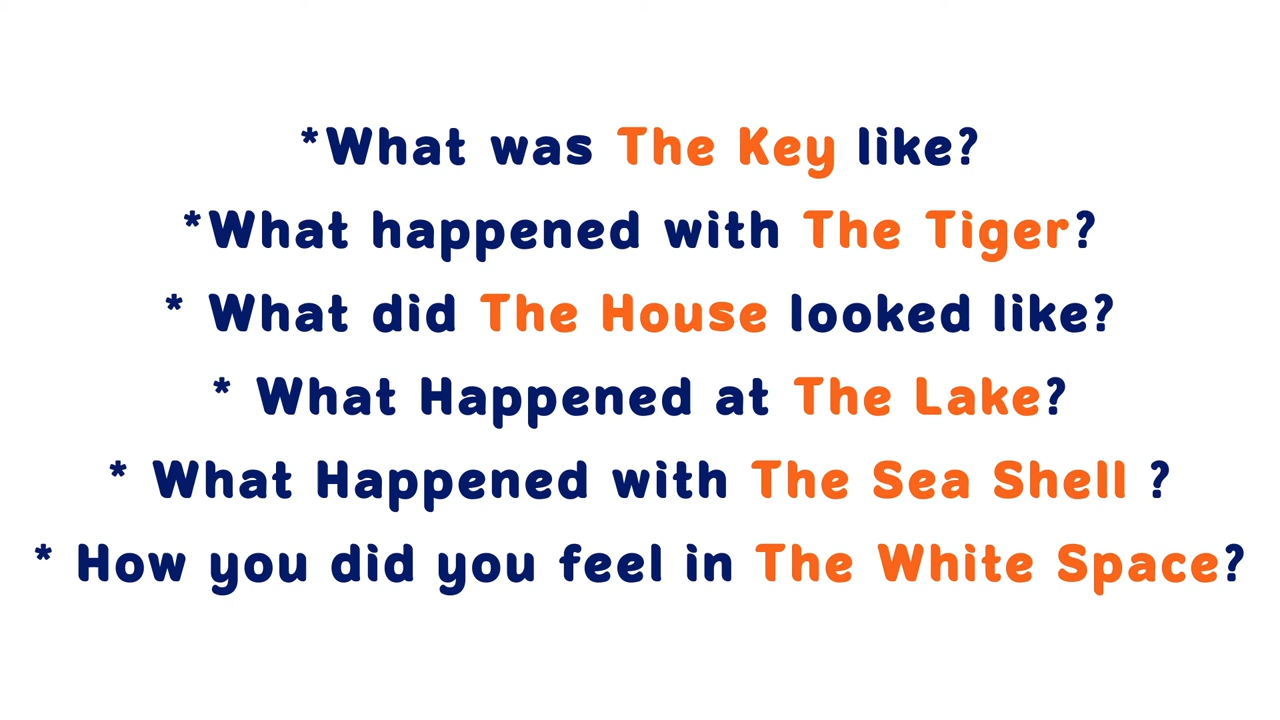 *What was The Key like?
*What happened with The Tiger?
* What did The House looked like?
* What Happened at The Lake?
* What Happened with The Sea Shell ?
* How you did you feel in The White Space?